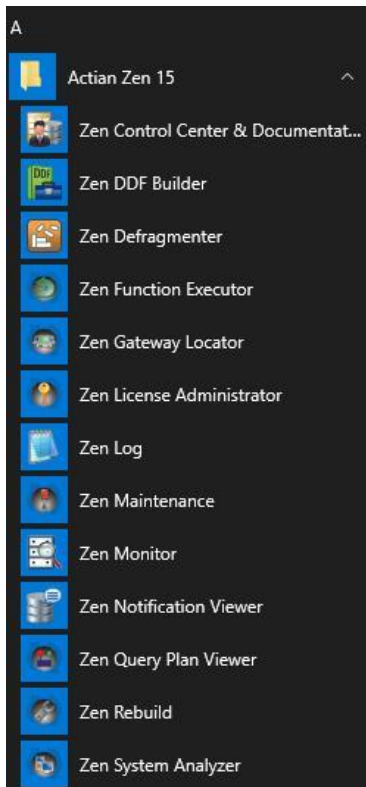 A
Actian Zen 15
Zen Control Center & Documentat...
DDF
Zen DDF Builder
Zen Defragmenter
Zen Function Executor
Zen Gateway Locator
Zen License Administrator
Zen Log
Zen Maintenance
Zen Monitor
Zen Notification Viewer
Zen Query Plan Viewer
Zen Rebuild
Zen System Analyzer